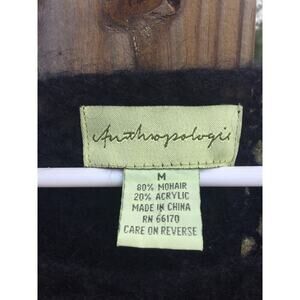 Anthropologie
M
80% MOHAIR
20% ACRYLIC
MADE IN CHINA
RN 66170
CARE ON REVERSE